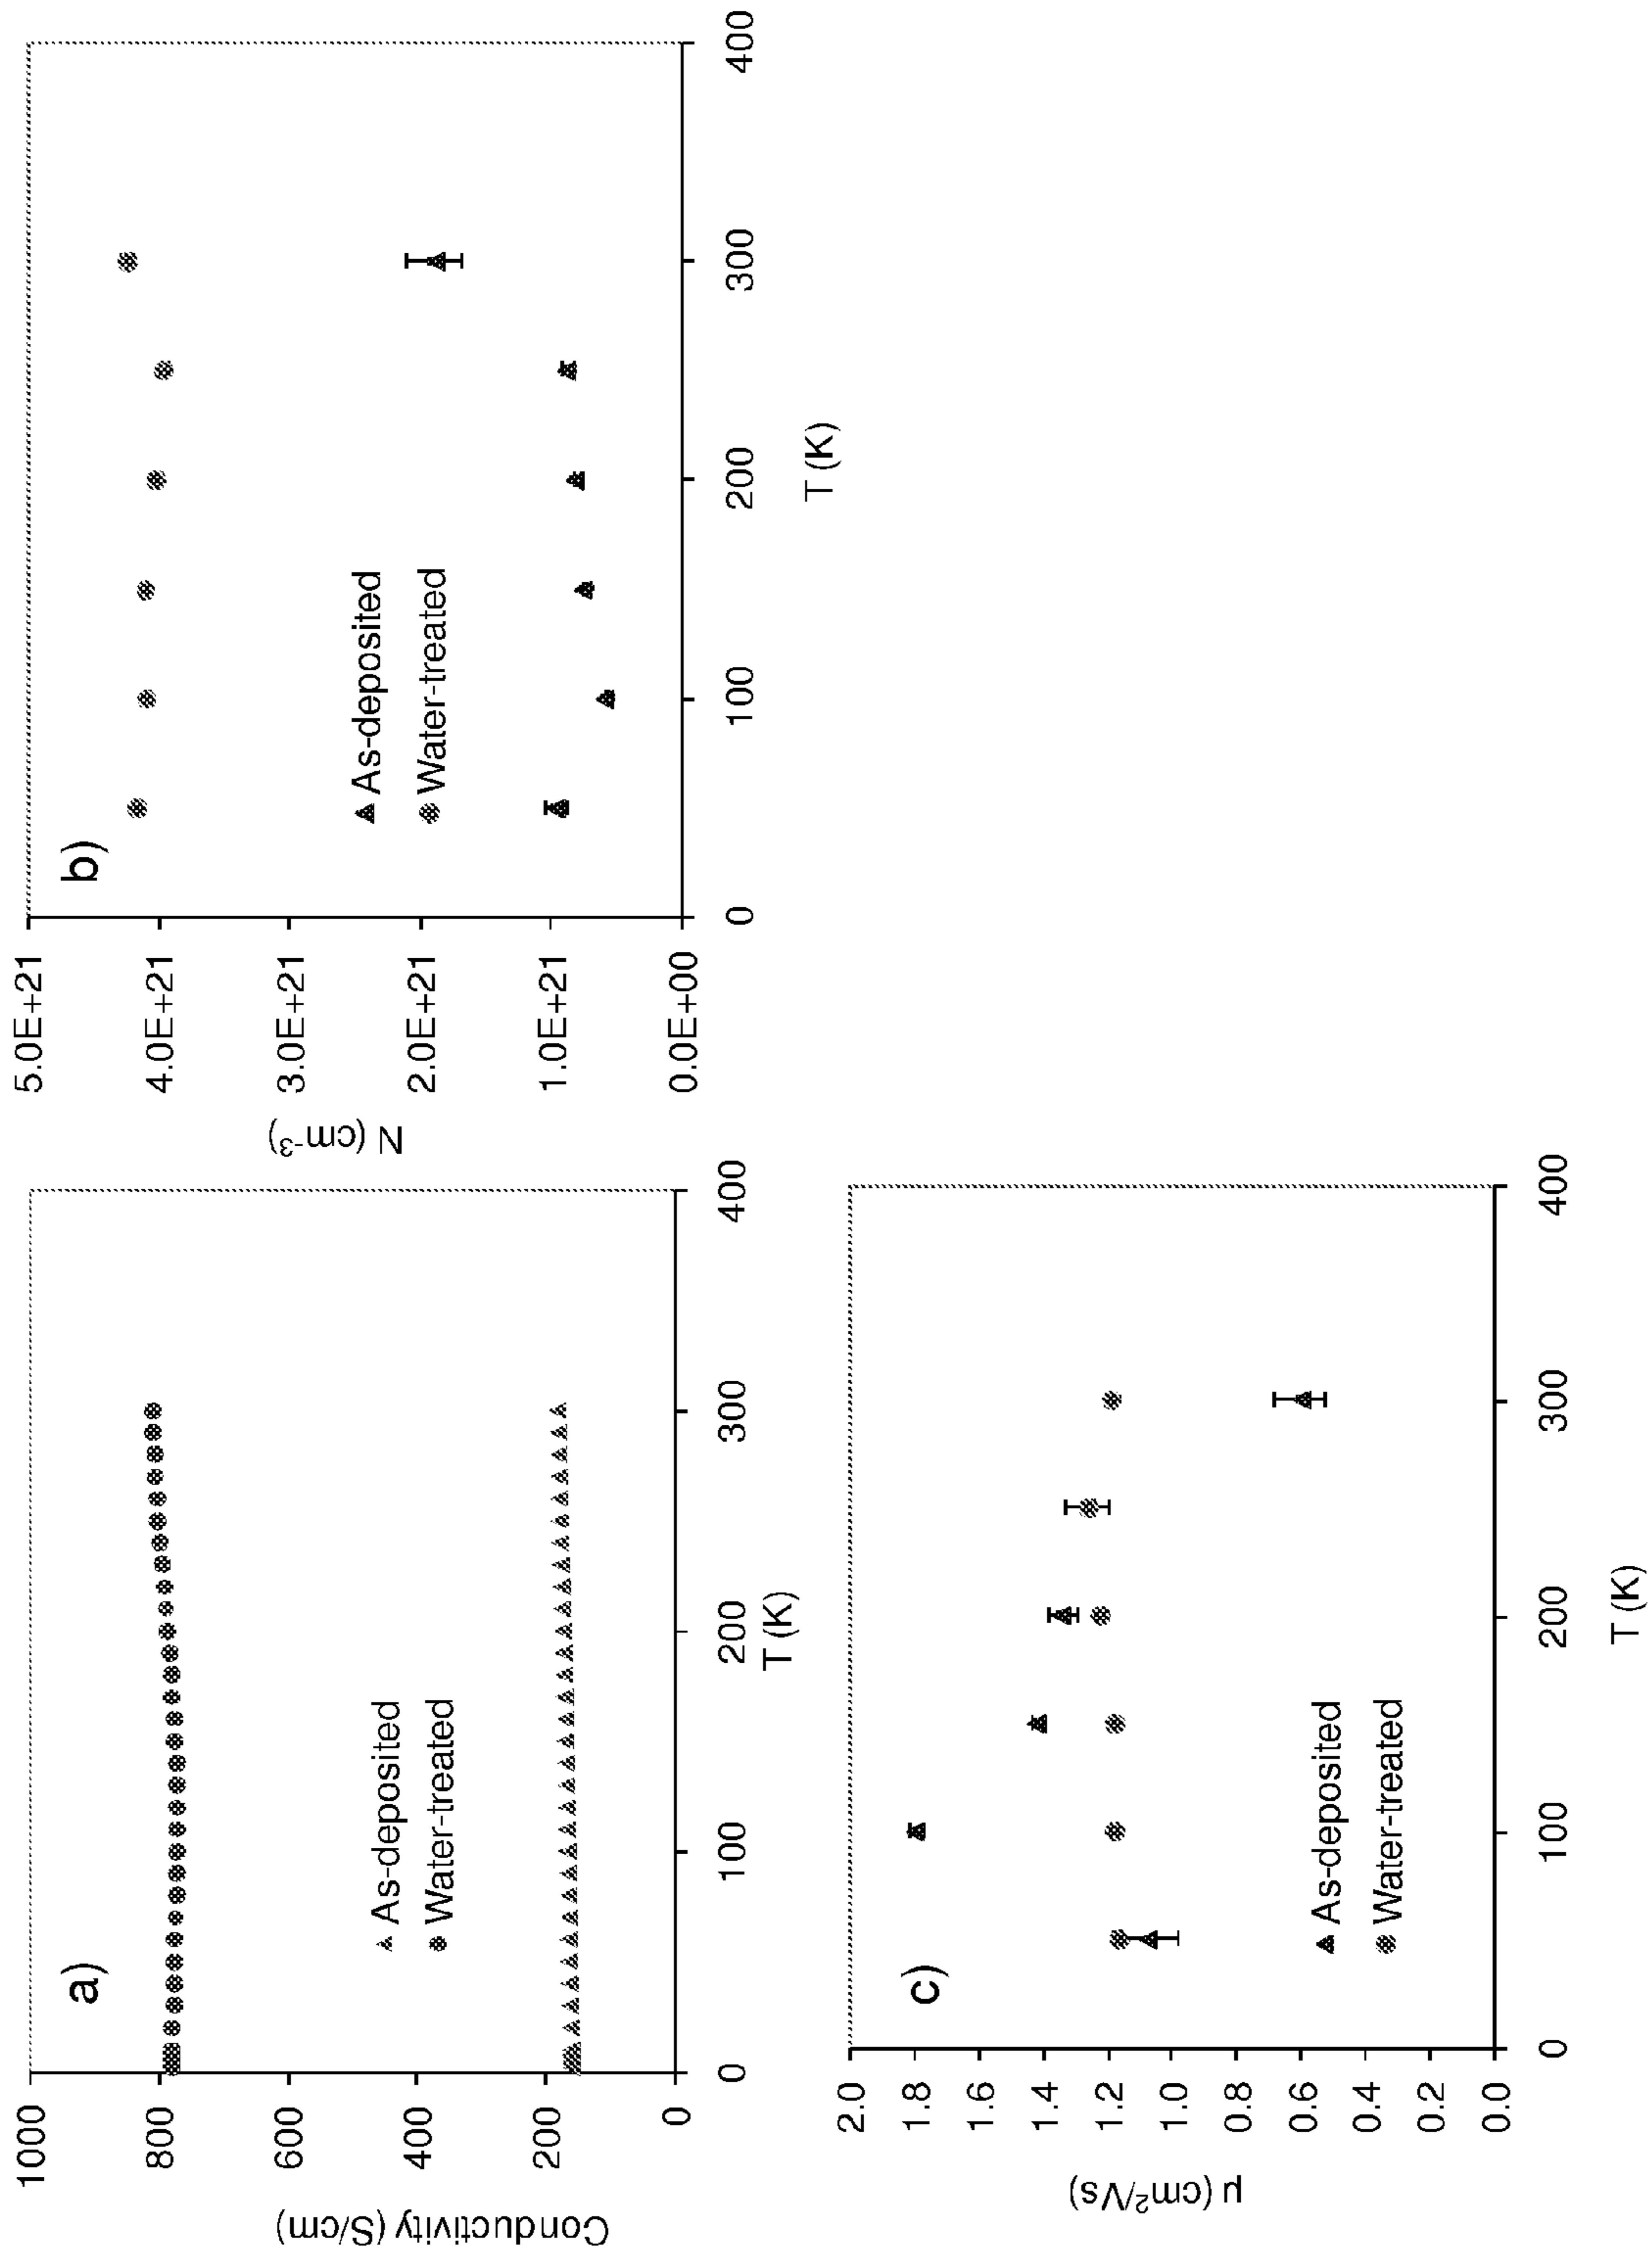 a)
Conductivity (S/cm)
1000
800
600
400
200
0
As-deposited
Water-treated
0
100
200
300
400
T (K)
b)
N (cm⁻³)
5.0E+21
4.0E+21
3.0E+21
2.0E+21
1.0E+21
0.0E+00
As-deposited
Water-treated
0
100
200
300
400
T (K)
c)
μ (cm²/Vs)
2.0
1.8
1.6
1.4
1.2
1.0
0.8
0.6
0.4
0.2
0.0
As-deposited
Water-treated
0
100
200
300
400
T (K)